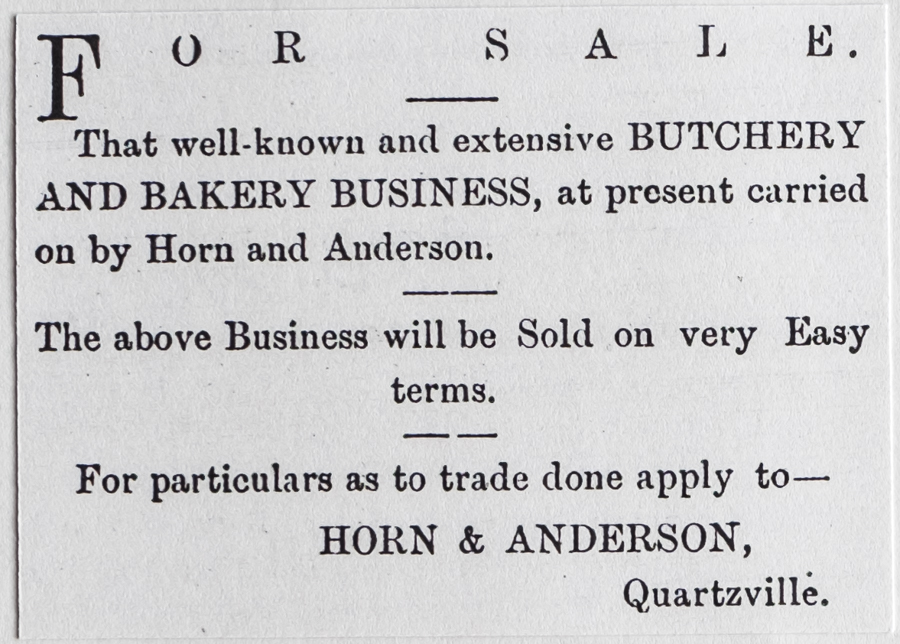 FOR SALE.
That well-known and extensive BUTCHERY
AND BAKERY BUSINESS, at present carried
on by Horn and Anderson.
The above Business will be Sold on very Easy
terms.
For particulars as to trade done apply to—
HORN & ANDERSON,
Quartzville.